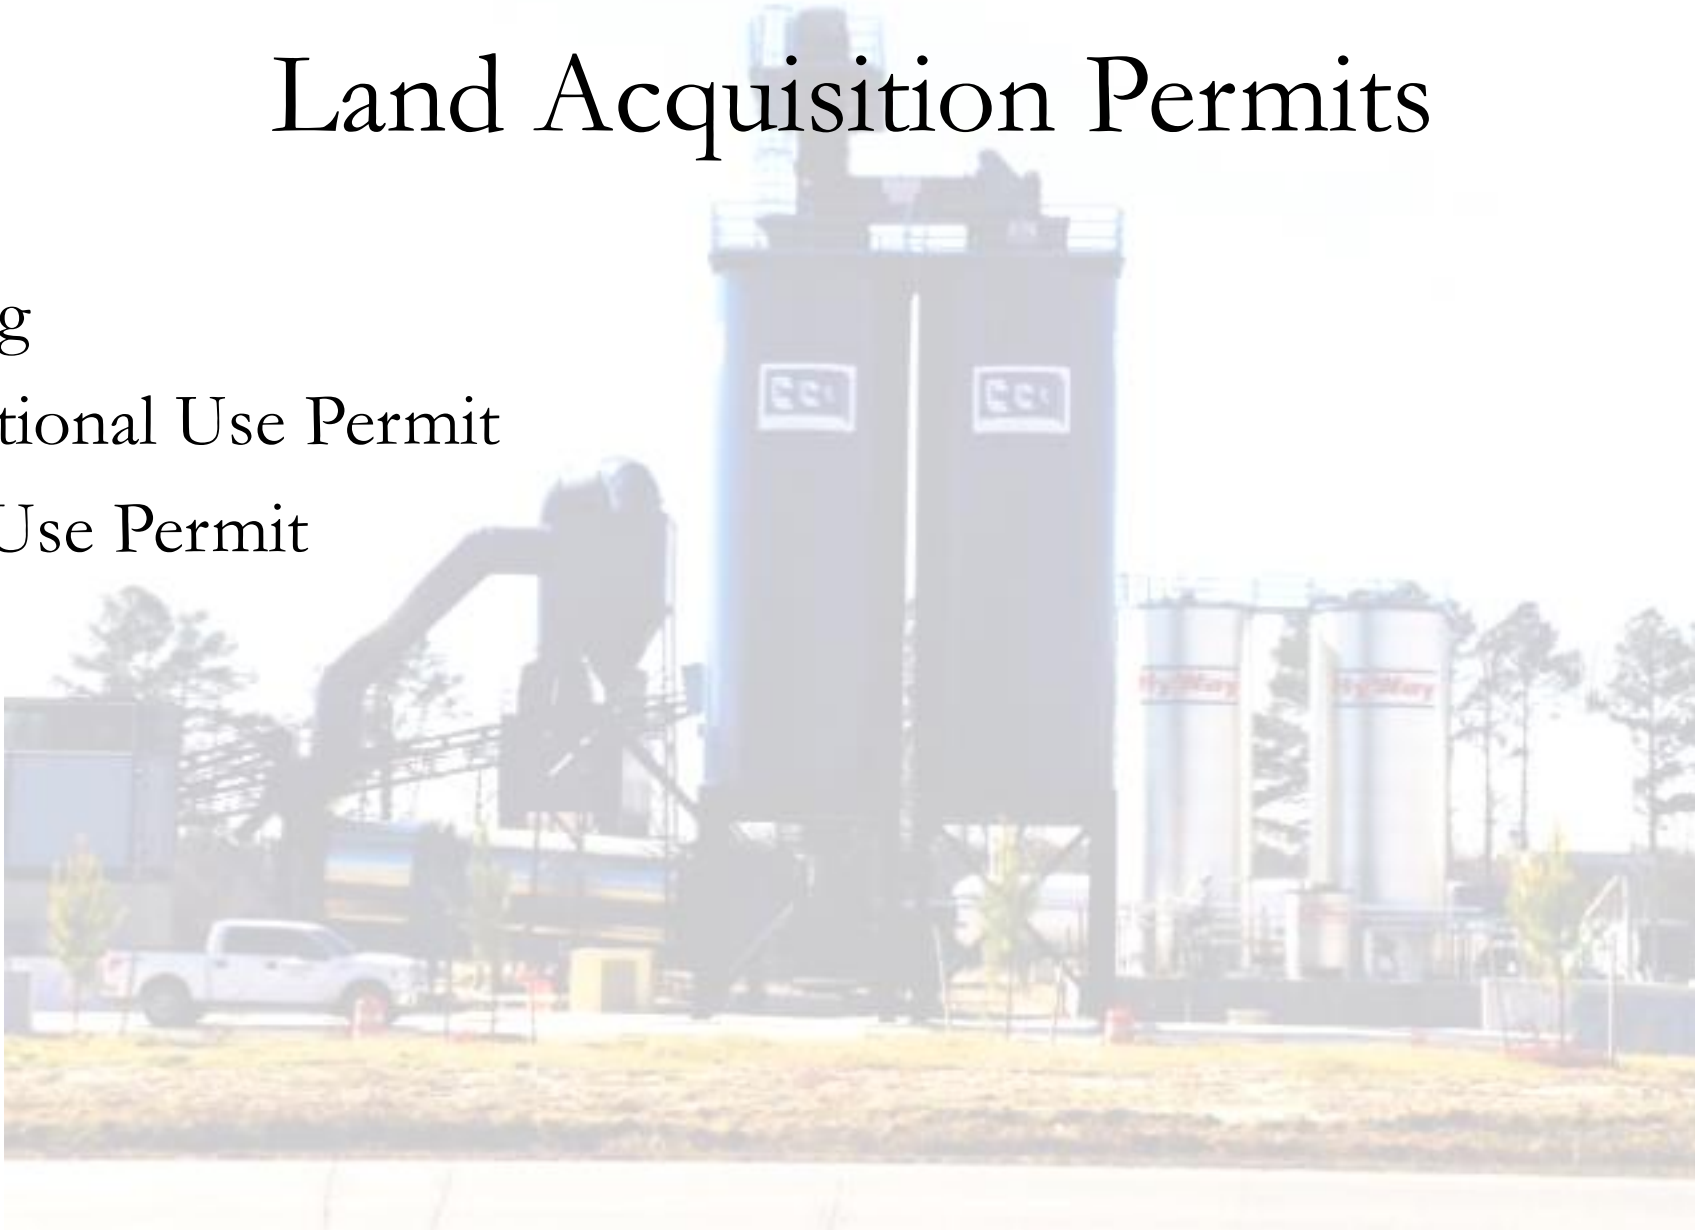 Land Acquisition Permits
g
tional Use Permit
Use Permit